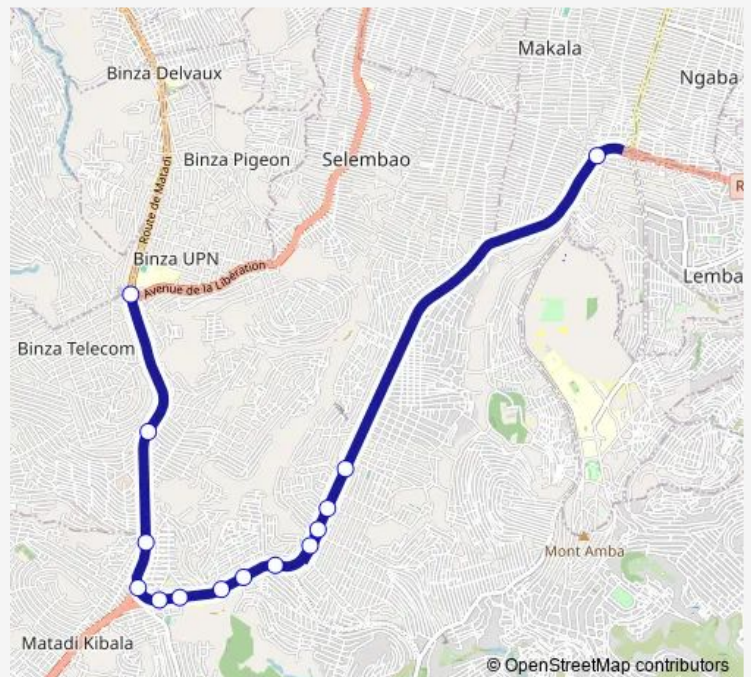 Makala
Binza Delvaux
Ngaba
Binza Pigeon
Selembao
Route de Matadi
R
Binza UPN
Lemba
Avenue de la Libération
Binza Telecom
Mont Amba
Matadi Kibala
© OpenStreetMap contributors